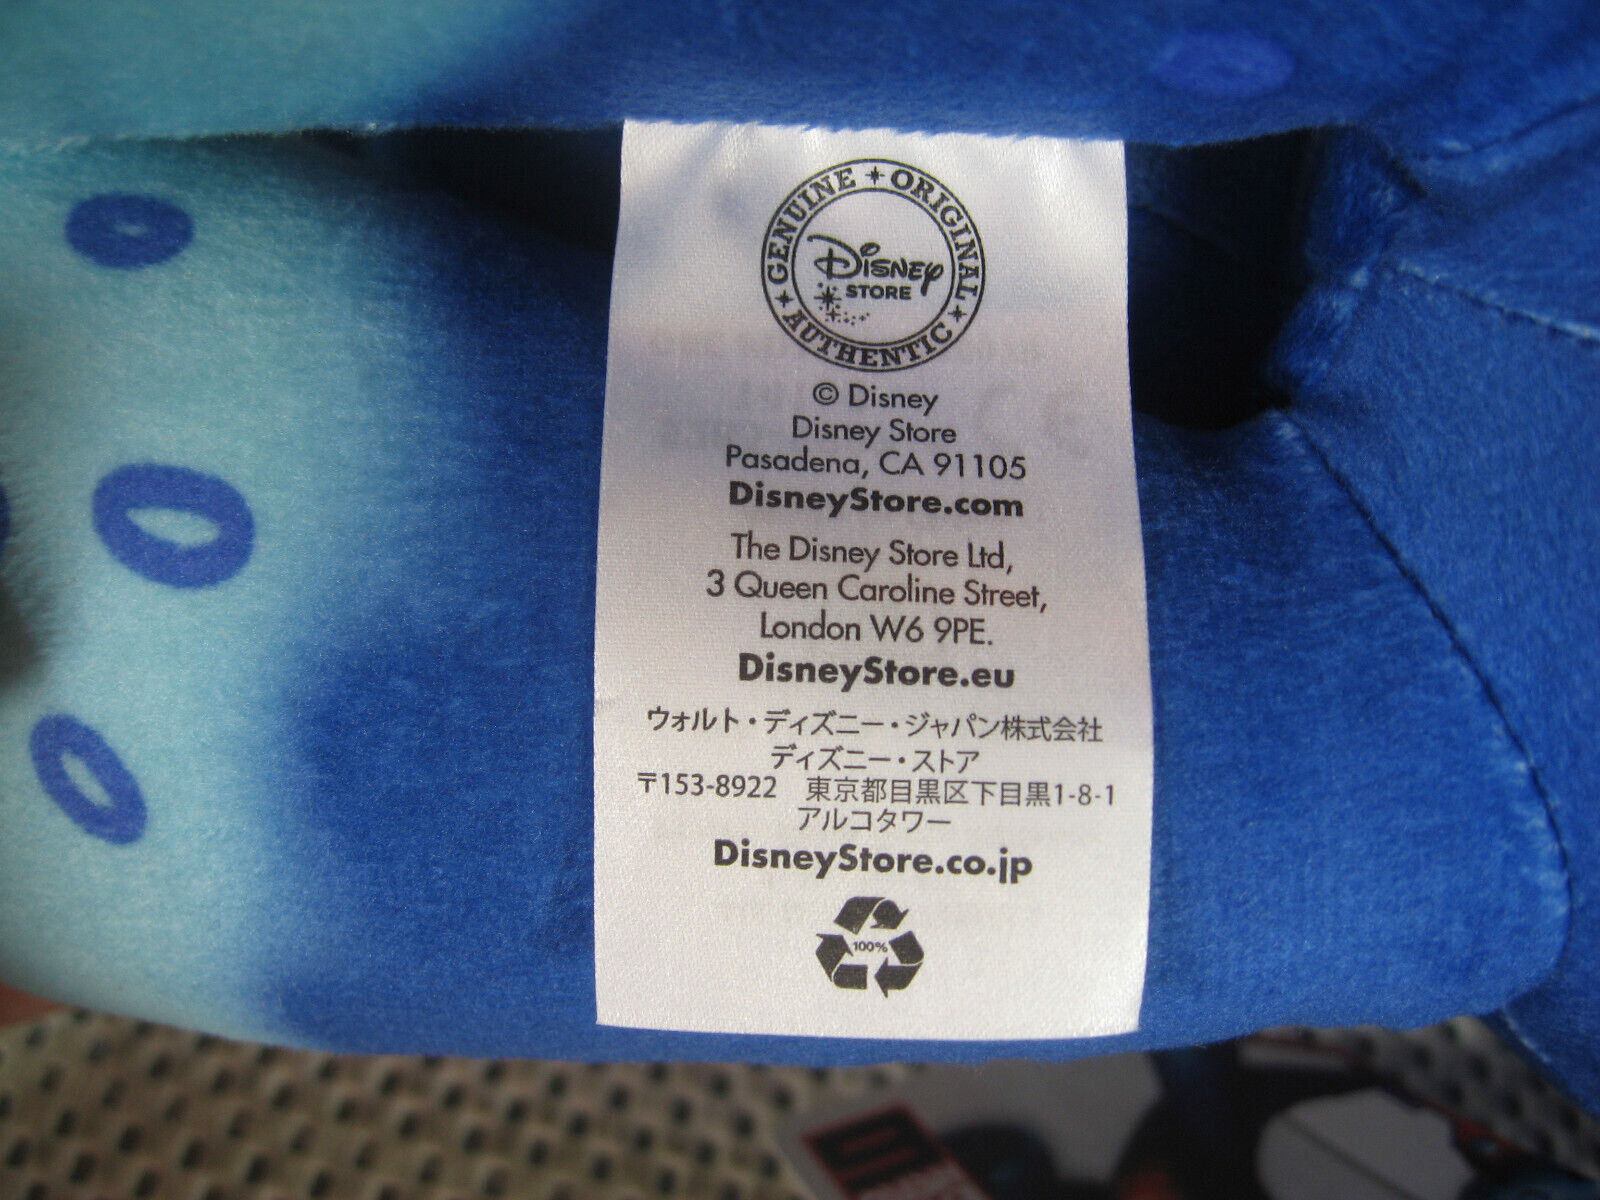 GENUINE ORIGINAL AUTHENTIC
Disney
STORE
© Disney
Disney Store
Pasadena, CA 91105
DisneyStore.com
The Disney Store Ltd,
3 Queen Caroline Street,
London W6 9PE.
DisneyStore.eu
ウォルト・ディズニー・ジャパン株式会社
ディズニー・ストア
〒153-8922 東京都目黒区下目黒1-8-1
アルコタワー
DisneyStore.co.jp
100%